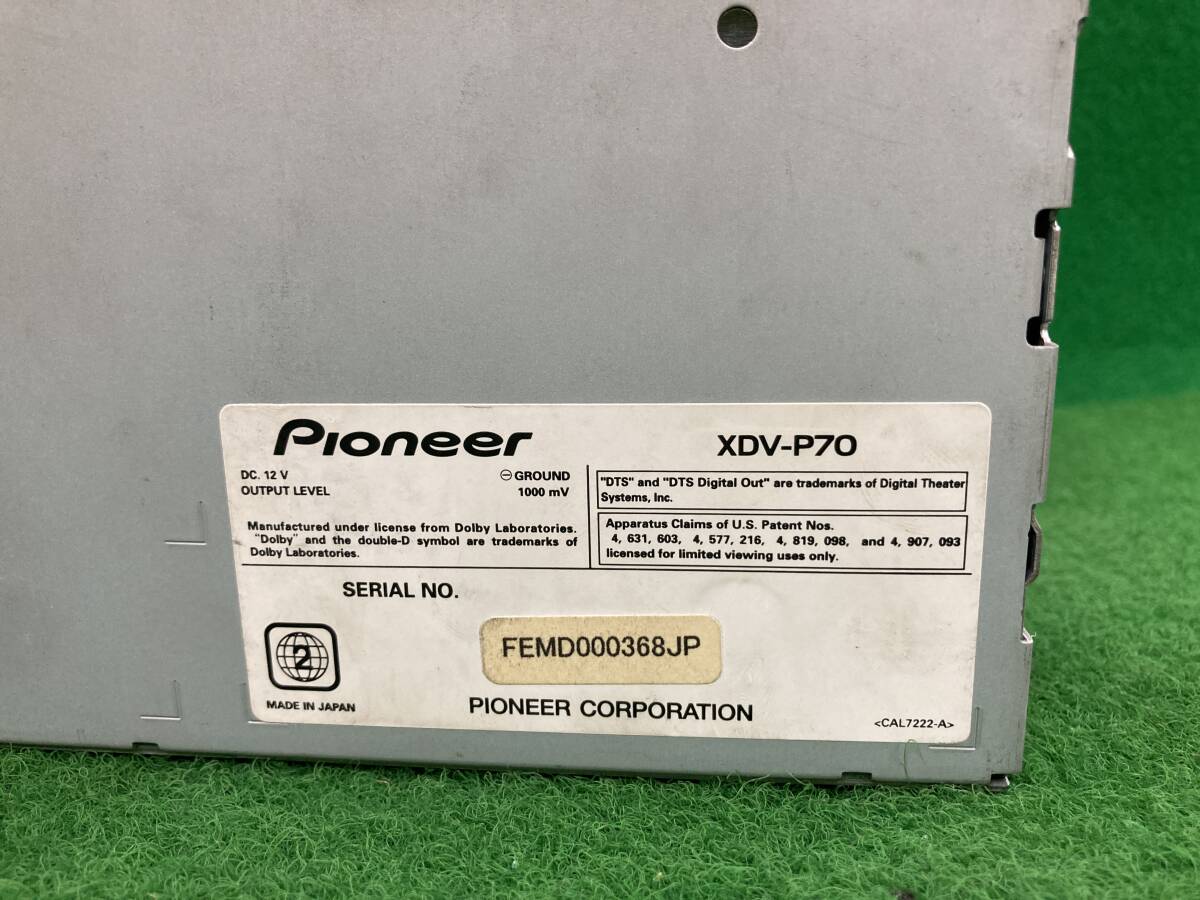 Pioneer
XDV-P70
DC. 12 V
⊖ GROUND
OUTPUT LEVEL
1000 mV
Manufactured under license from Dolby Laboratories.
"Dolby" and the double-D symbol are trademarks of
Dolby Laboratories.
"DTS" and "DTS Digital Out" are trademarks of Digital Theater
Systems, Inc.
Apparatus Claims of U.S. Patent Nos.
4, 631, 603, 4, 577, 216, 4, 819, 098, and 4, 907, 093
licensed for limited viewing uses only.
SERIAL NO.
FEMD000368JP
2
MADE IN JAPAN
PIONEER CORPORATION
<CAL7222-A>